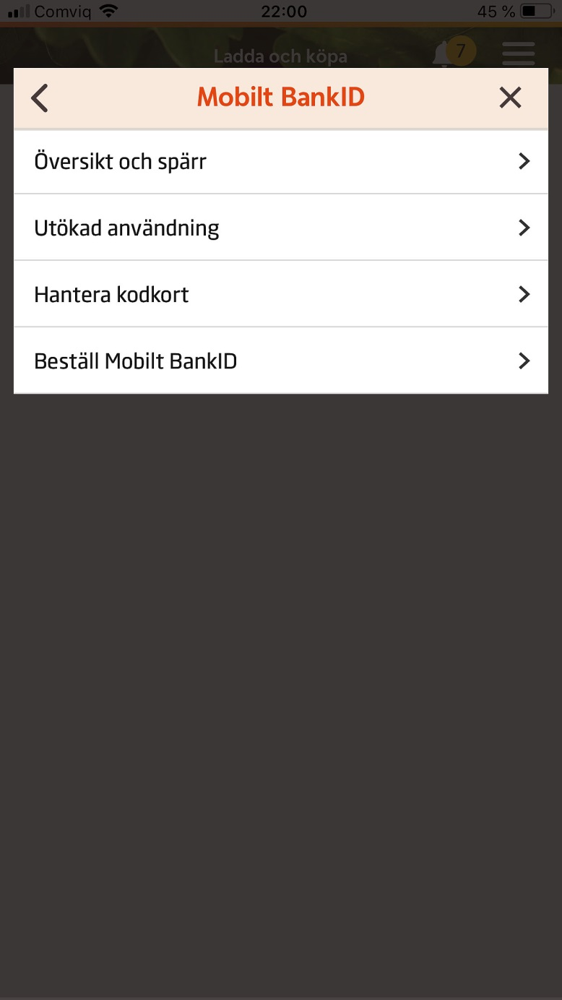 Comviq 22:00 45 %
Ladda och köpa 7
Mobilt BankID
Översikt och spärr
Utökad användning
Hantera kodkort
Beställ Mobilt BankID